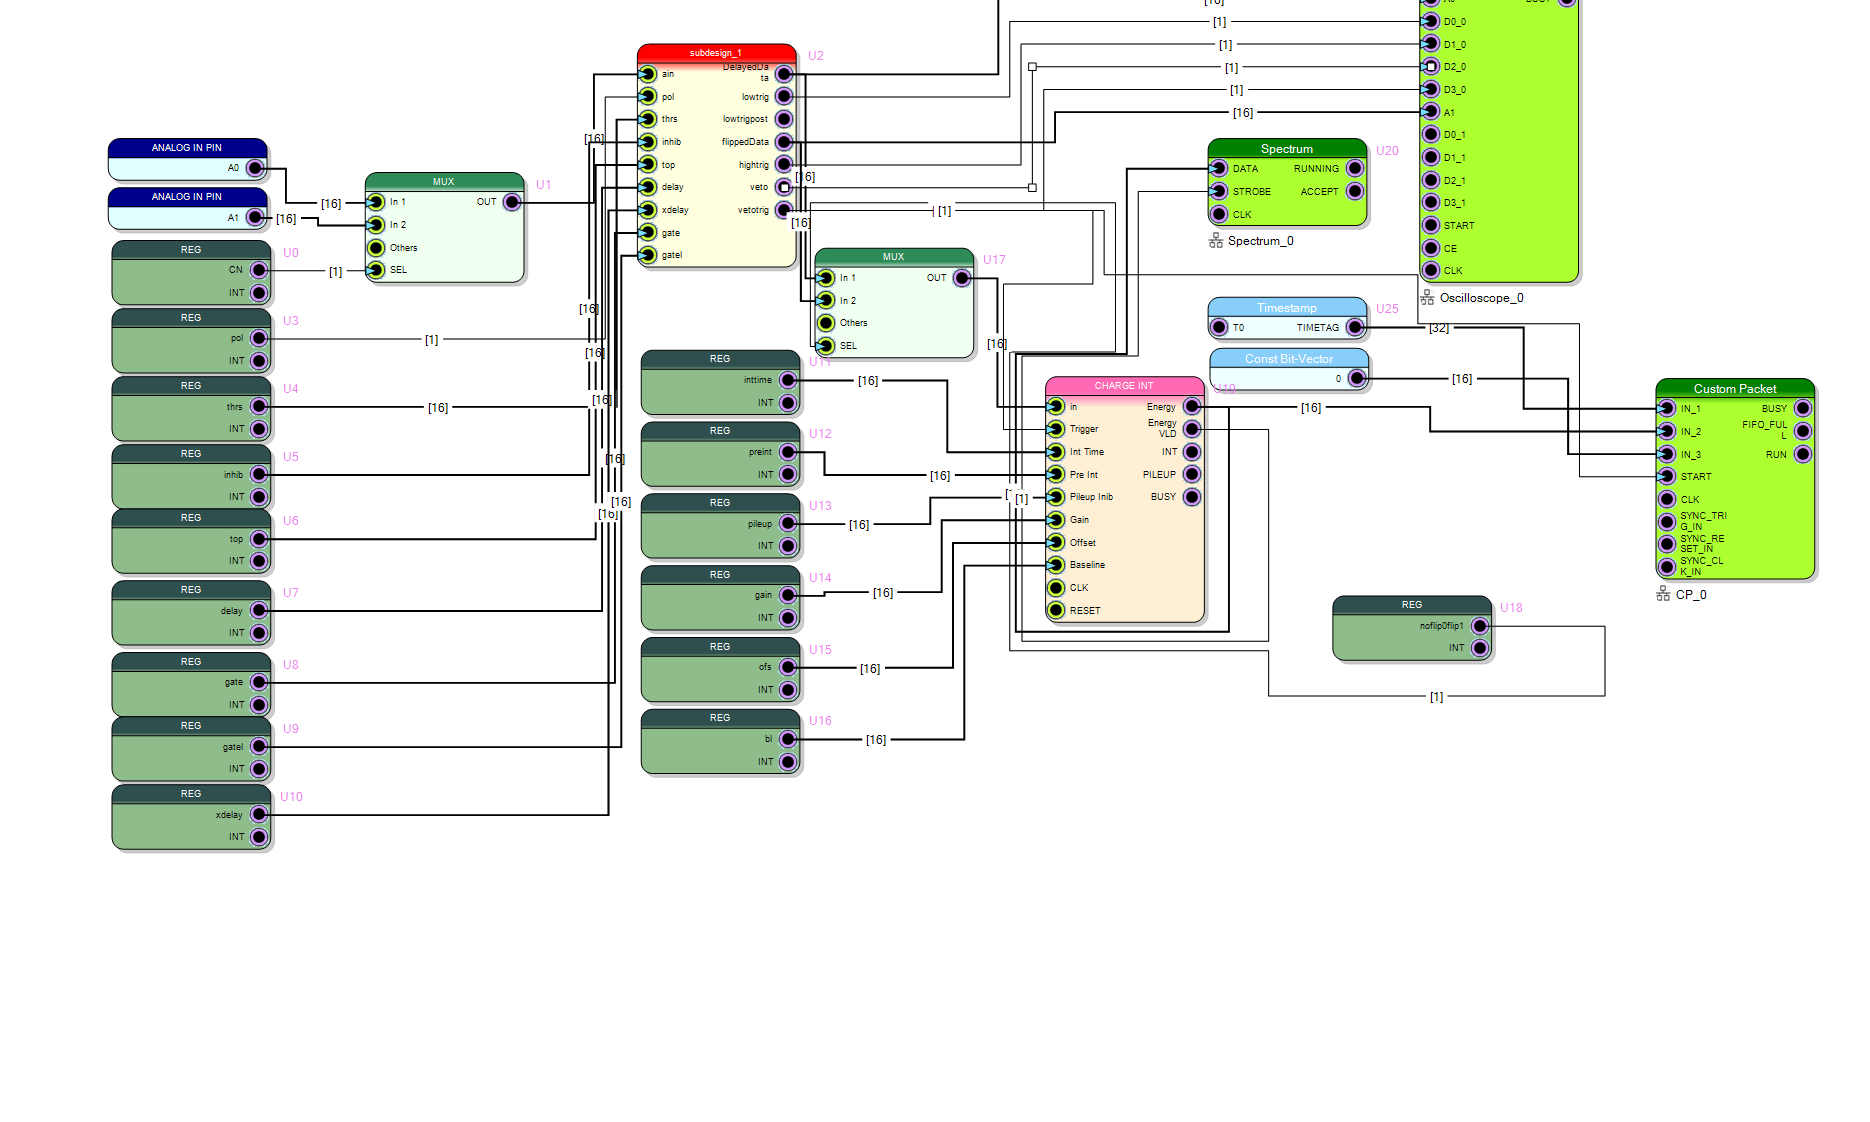 [16]
BUSY
[1]
D0_0
[1]
D1_0
[1]
D2_0
[1]
D3_0
[16]
A1
D0_1
D1_1
D2_1
D3_1
START
CE
CLK
Oscilloscope_0
subdesign_1
U2
ain
pol
thrs
inhib
top
delay
xdelay
gate
gatel
DelayedDa
ta
lowtrig
lowtrigpost
flippedData
hightrig
veto
vetotrig
[16]
[16]
[16]
[1]
ANALOG IN PIN
A0
ANALOG IN PIN
A1
[16]
[16]
MUX
U1
In 1
OUT
In 2
Others
SEL
REG
U0
CN
INT
[1]
REG
U3
pol
INT
[1]
REG
U4
thrs
INT
[16]
REG
U5
inhib
INT
REG
U6
top
INT
REG
U7
delay
INT
REG
U8
gate
INT
REG
U9
gatel
INT
REG
U10
xdelay
INT
[16]
[16]
[16]
[16]
[16]
[16]
MUX
U17
In 1
OUT
In 2
Others
SEL
[16]
REG
U11
inttime
INT
[16]
REG
U12
preint
INT
[16]
REG
U13
pileup
INT
[16]
[1]
REG
U14
gain
INT
[16]
REG
U15
ofs
INT
[16]
REG
U16
bl
INT
[16]
CHARGE INT
U19
in
Trigger
Int Time
Pre Int
Pileup Inib
Gain
Offset
Baseline
CLK
RESET
Energy
Energy
VLD
INT
PILEUP
BUSY
Spectrum
U20
DATA
RUNNING
STROBE
ACCEPT
CLK
Spectrum_0
Timestamp
U25
T0
TIMETAG
[32]
Const Bit-Vector
0
[16]
[16]
Custom Packet
IN_1
BUSY
IN_2
FIFO_FUL
L
IN_3
RUN
START
CLK
SYNC_TRI
G_IN
SYNC_RE
SET_IN
SYNC_CL
K_IN
CP_0
REG
U18
noflip0flip1
INT
[1]